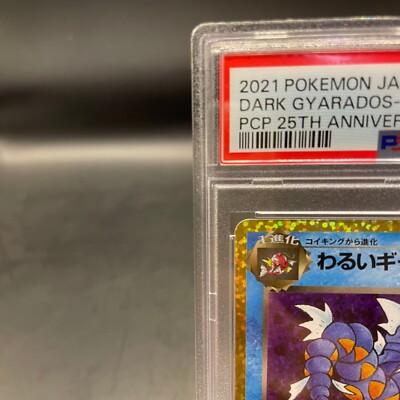 2021 POKEMON JA
DARK GYARADOS-
PCP 25TH ANNIVER
1進化
コイキングから進化
わるいギ